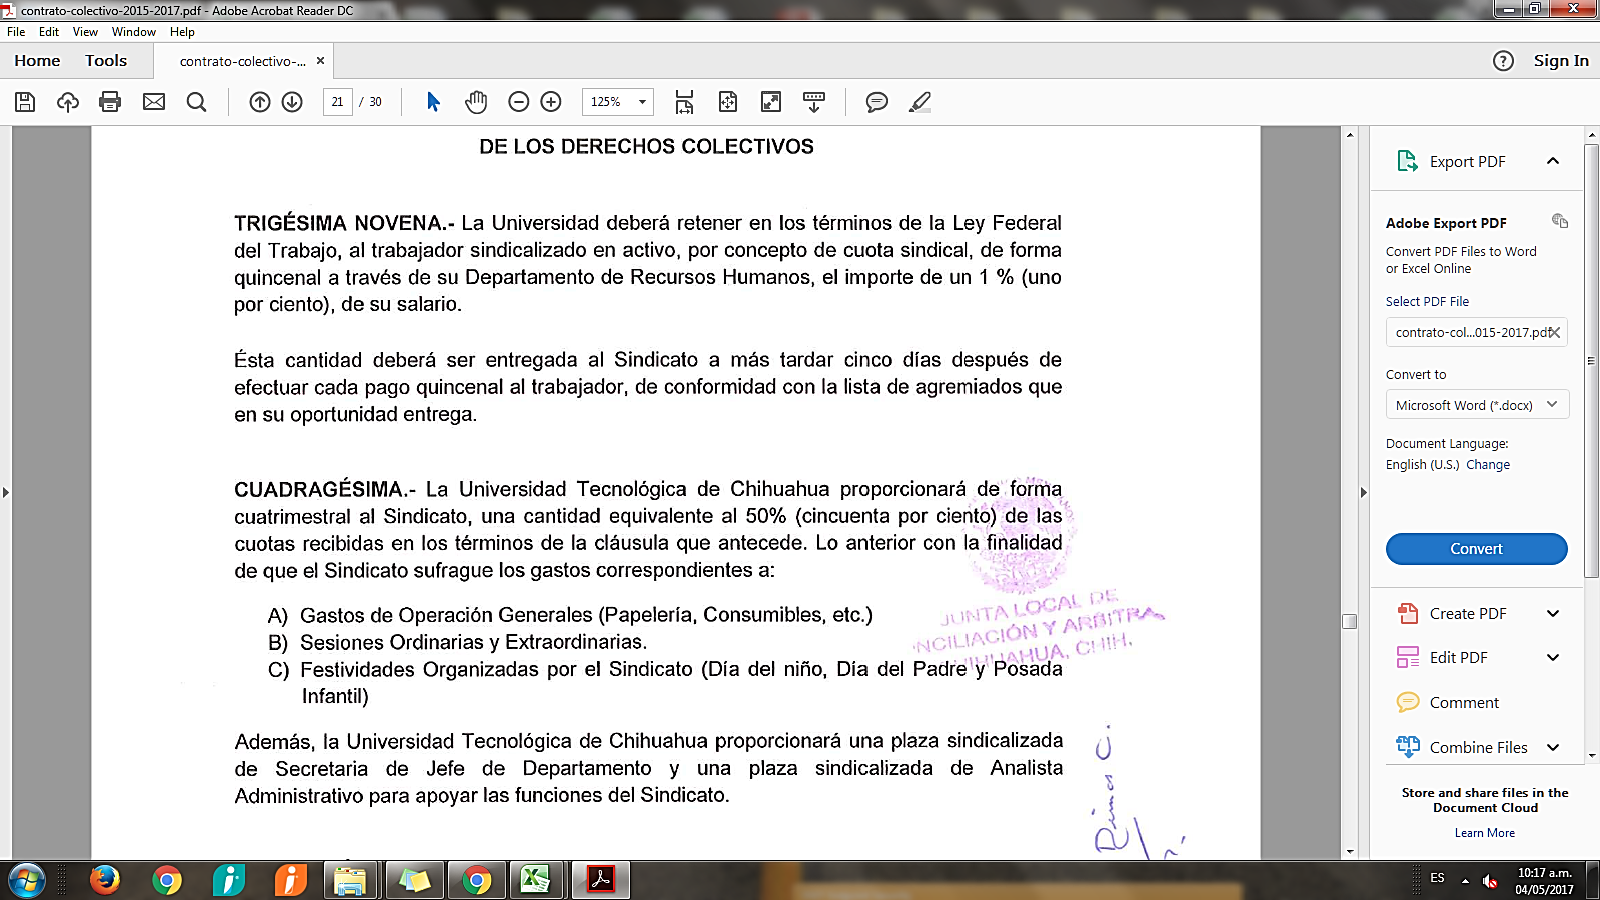 contrato-colectivo-2015-2017.pdf - Adobe Acrobat Reader DC
File Edit View Window Help
Home Tools contrato-colectivo-... × ? Sign In
21 / 30 125%
DE LOS DERECHOS COLECTIVOS
TRIGÉSIMA NOVENA.- La Universidad deberá retener en los términos de la Ley Federal
del Trabajo, al trabajador sindicalizado en activo, por concepto de cuota sindical, de forma
quincenal a través de su Departamento de Recursos Humanos, el importe de un 1 % (uno
por ciento), de su salario.
Ésta cantidad deberá ser entregada al Sindicato a más tardar cinco días después de
efectuar cada pago quincenal al trabajador, de conformidad con la lista de agremiados que
en su oportunidad entrega.
CUADRAGÉSIMA.- La Universidad Tecnológica de Chihuahua proporcionará de forma
cuatrimestral al Sindicato, una cantidad equivalente al 50% (cincuenta por ciento) de las
cuotas recibidas en los términos de la cláusula que antecede. Lo anterior con la finalidad
de que el Sindicato sufrague los gastos correspondientes a:
A) Gastos de Operación Generales (Papelería, Consumibles, etc.)
B) Sesiones Ordinarias y Extraordinarias.
C) Festividades Organizadas por el Sindicato (Día del niño, Día del Padre y Posada
Infantil)
Además, la Universidad Tecnológica de Chihuahua proporcionará una plaza sindicalizada
de Secretaria de Jefe de Departamento y una plaza sindicalizada de Analista
Administrativo para apoyar las funciones del Sindicato.
JUNTA LOCAL DE
NCILIACIÓN Y ARBITRA
HIHUAHUA, CHIH.
Export PDF
Adobe Export PDF
Convert PDF Files to Word
or Excel Online
Select PDF File
contrato-col...015-2017.pdf
Convert to
Microsoft Word (*.docx)
Document Language:
English (U.S.) Change
Convert
Create PDF
Edit PDF
Comment
Combine Files
Store and share files in the
Document Cloud
Learn More
ES
10:17 a.m.
04/05/2017